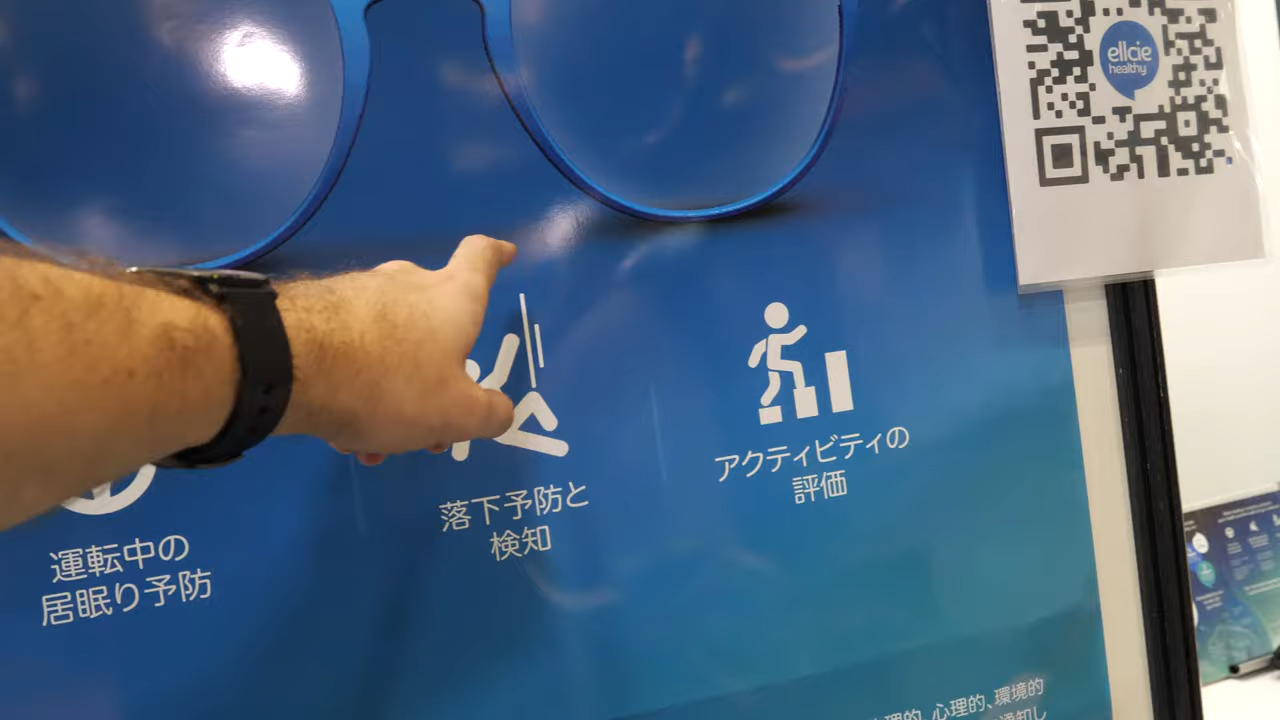 ellcie
healthy
運転中の
居眠り予防
落下予防と
検知
アクティビティの
評価
心理的、環境的